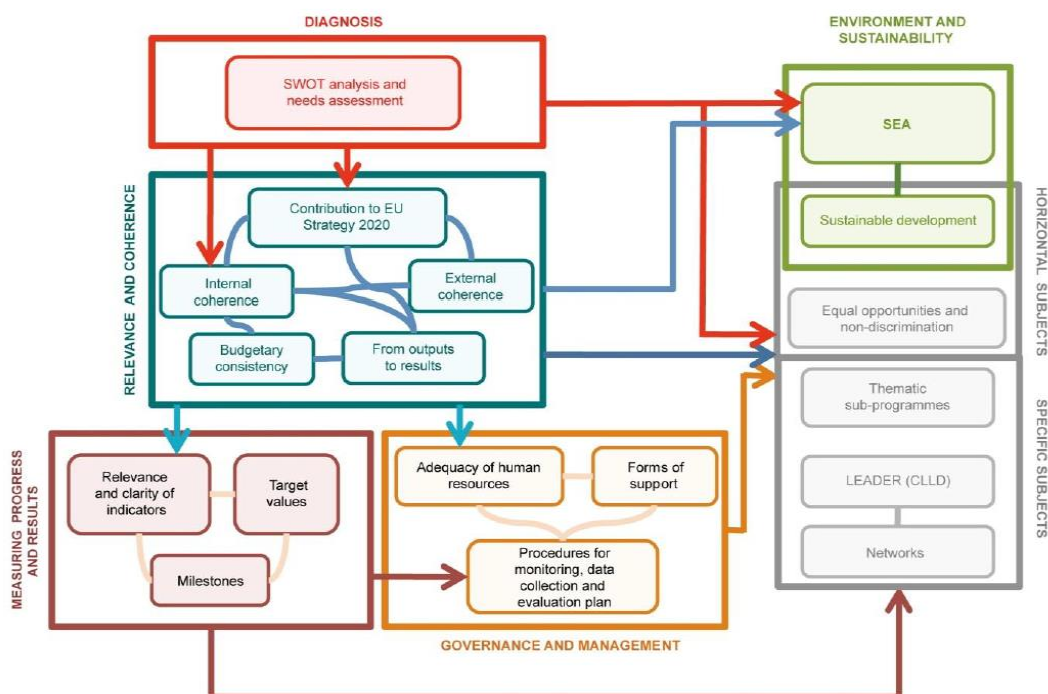 DIAGNOSIS
ENVIRONMENT AND
SUSTAINABILITY
SWOT analysis and
needs assessment
SEA
Sustainable development
HORIZONTAL SUBJECTS
Equal opportunities and
non-discrimination
RELEVANCE AND COHERENCE
Contribution to EU
Strategy 2020
Internal
coherence
External
coherence
Budgetary
consistency
From outputs
to results
SPECIFIC SUBJECTS
Thematic
sub-programmes
LEADER (CLLD)
Networks
MEASURING PROGRESS
AND RESULTS
Relevance
and clarity of
indicators
Target
values
Milestones
Adequacy of human
resources
Forms of
support
Procedures for
monitoring, data
collection and
evaluation plan
GOVERNANCE AND MANAGEMENT